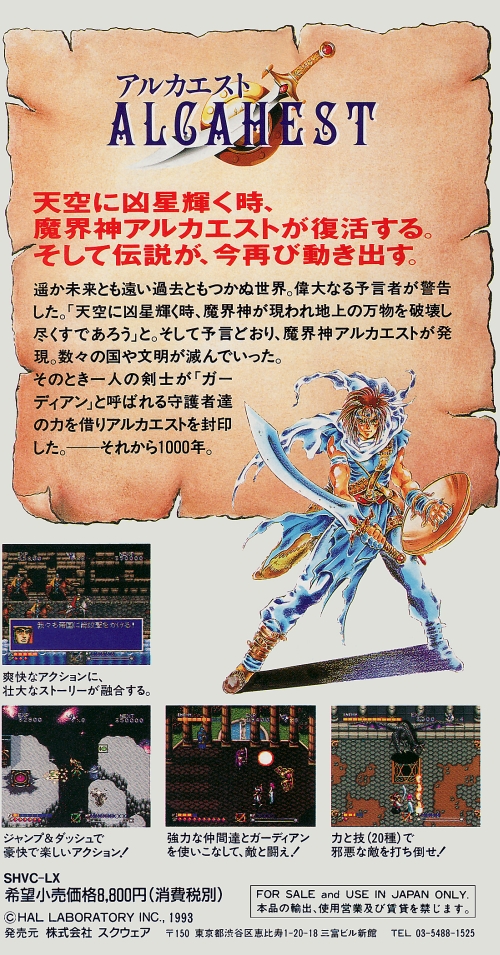 アルカエスト
ALCAHEST
天空に凶星輝く時、
魔界神アルカエストが復活する。
そして伝説が、今再び動き出す。
遥か未来とも遠い過去ともつかぬ世界。偉大なる予言者が警告
した。「天空に凶星輝く時、魔界神が現われ地上の万物を破壊し
尽くすであろう」と。そして予言どおり、魔界神アルカエストが発
現。数々の国や文明が滅んでいった。
そのとき一人の剣士が「ガー
ディアン」と呼ばれる守護者達
の力を借りアルカエストを封印
した。――それから1000年。
爽快なアクションに、
壮大なストーリーが融合する。
ジャンプ&ダッシュで
豪快で楽しいアクション!
強力な仲間達とガーディアン
を使いこなして、敵と闘え!
力と技(20種)で
邪悪な敵を打ち倒せ!
SHVC-LX
希望小売価格8,800円(消費税別)
©HAL LABORATORY INC., 1993
発売元 株式会社 スクウェア 〒150 東京都渋谷区恵比寿1-20-18 三富ビル新館 TEL 03-5488-1525
FOR SALE and USE IN JAPAN ONLY.
本品の輸出、使用営業及び賃貸を禁じます。